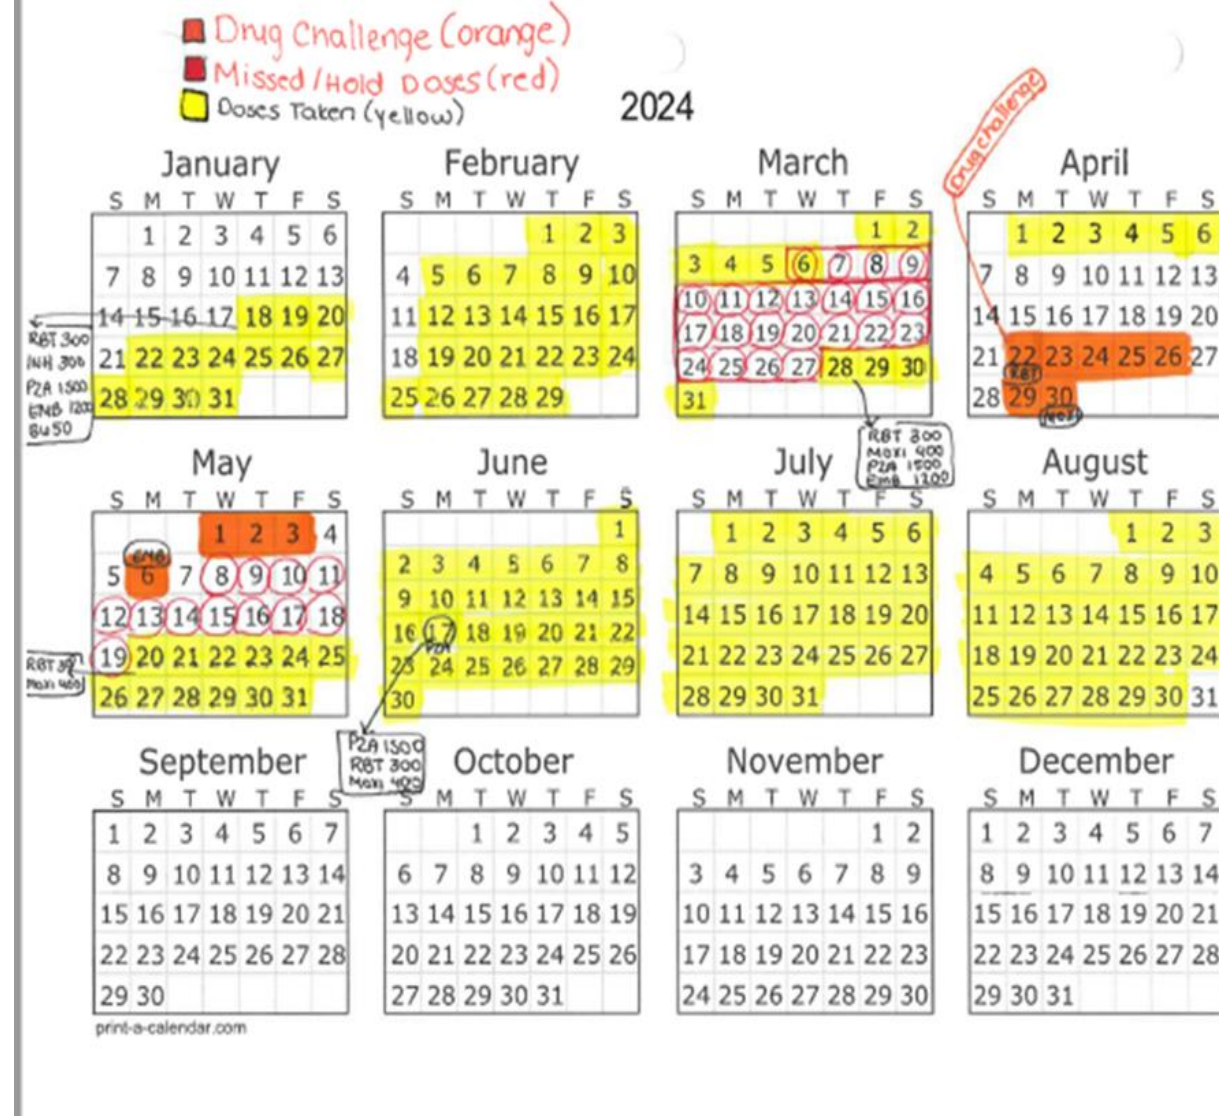 Drug Challenge (orange)
Missed/Hold Doses (red)
Doses Taken (yellow)
2024
Drug challenge
January February March April
S M T W T F S S M T W T F S S M T W T F S S M T W T F S
1 2 3 4 5 6 1 2 3 1 2 1 2 3 4 5 6
7 8 9 10 11 12 13 4 5 6 7 8 9 10 3 4 5 6 7 8 9 7 8 9 10 11 12 13
14 15 16 17 18 19 20 11 12 13 14 15 16 17 10 11 12 13 14 15 16 14 15 16 17 18 19 20
21 22 23 24 25 26 27 18 19 20 21 22 23 24 17 18 19 20 21 22 23 21 22 23 24 25 26 27
28 29 30 31 25 26 27 28 29 24 25 26 27 28 29 30 28 29 30
31
RBT 300
INH 300
PZA 1500
EMB 1200
BU50
RBT
MOXI
RBT 300
MOXI 400
PZA 1500
EMB 1200
May June July August
S M T W T F S S M T W T F S S M T W T F S S M T W T F S
1 2 3 4 1 1 2 3 4 5 6 1 2 3
EMB
5 6 7 8 9 10 11 2 3 4 5 6 7 8 7 8 9 10 11 12 13 4 5 6 7 8 9 10
12 13 14 15 16 17 18 9 10 11 12 13 14 15 14 15 16 17 18 19 20 11 12 13 14 15 16 17
19 20 21 22 23 24 25 16 17 18 19 20 21 22 21 22 23 24 25 26 27 18 19 20 21 22 23 24
26 27 28 29 30 31 23 24 25 26 27 28 29 28 29 30 31 25 26 27 28 29 30 31
30
PZA
RBT
Moxi 400
PZA 1500
RBT 300
Moxi 400
September October November December
S M T W T F S S M T W T F S S M T W T F S S M T W T F S
1 2 3 4 5 6 7 1 2 3 4 5 1 2 1 2 3 4 5 6 7
8 9 10 11 12 13 14 6 7 8 9 10 11 12 3 4 5 6 7 8 9 8 9 10 11 12 13 14
15 16 17 18 19 20 21 13 14 15 16 17 18 19 10 11 12 13 14 15 16 15 16 17 18 19 20 21
22 23 24 25 26 27 28 20 21 22 23 24 25 26 17 18 19 20 21 22 23 22 23 24 25 26 27 28
29 30 27 28 29 30 31 24 25 26 27 28 29 30 29 30 31
print-a-calendar.com